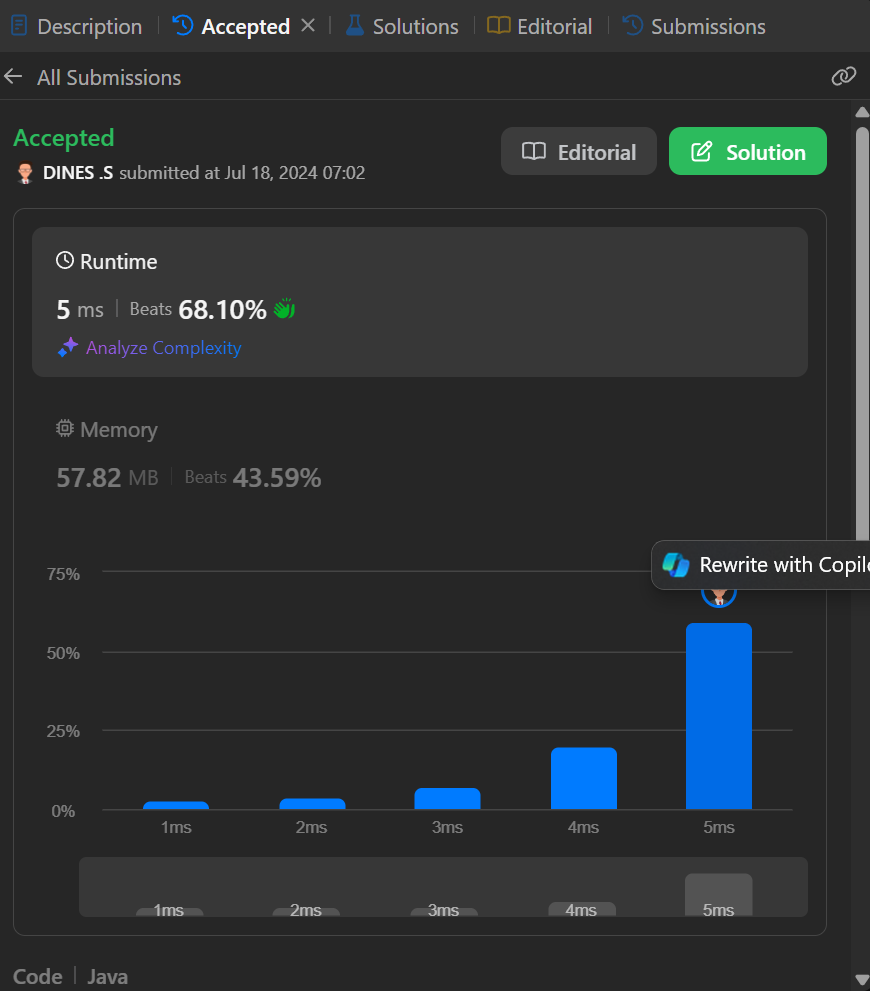 Description Accepted Solutions Editorial Submissions
All Submissions
Accepted
DINES .S submitted at Jul 18, 2024 07:02
Editorial
Solution
Runtime
5 ms Beats 68.10%
Analyze Complexity
Memory
57.82 MB Beats 43.59%
Rewrite with Copil
75%
50%
25%
0%
1ms 2ms 3ms 4ms 5ms
1ms 2ms 3ms 4ms 5ms
Code Java